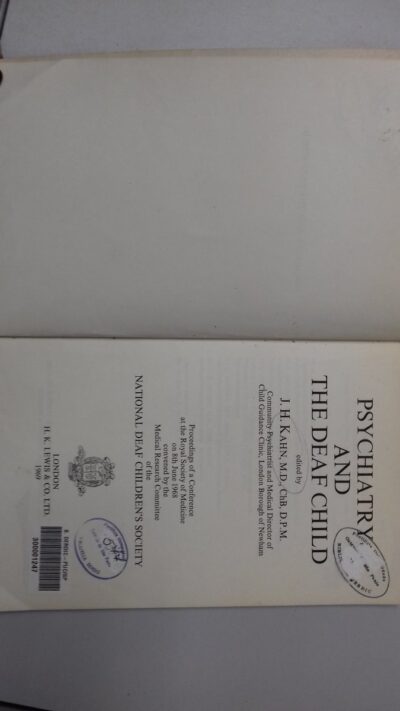 PSYCHIATRY
AND
THE DEAF CHILD
edited by
J. H. KAHN, M.D., ChB, D.P.M.
Community Psychiatrist and Medical Director of
Child Guidance Clinic, London Borough of Newham
Proceedings of a Conference
at the Royal Society of Medicine
on 8th June 1968
convened by the
Medical Research Committee
of the
NATIONAL DEAF CHILDREN'S SOCIETY
LONDON
H. K. LEWIS & CO. LTD.
1969
300001247